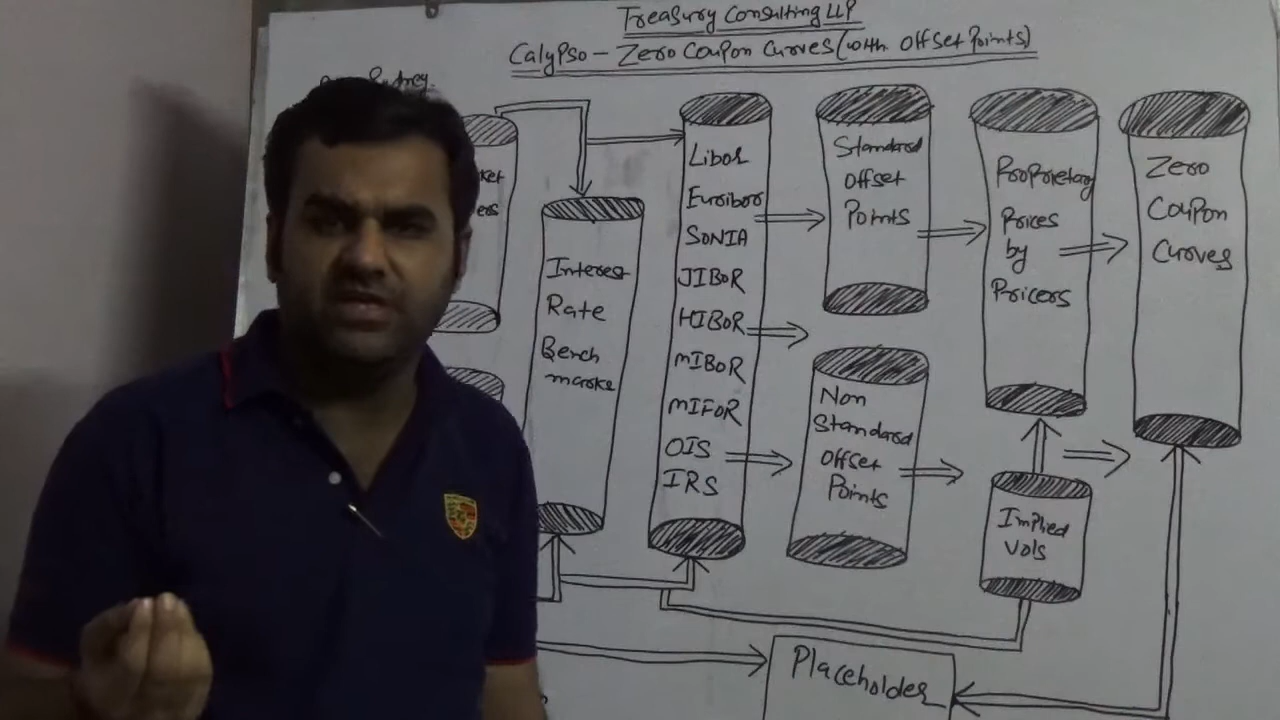 Treasury Consulting LLP
Calypso - Zero Coupon Curves (with Offset Points)
Interest
Rate
Bench
marks
Libor
Euribor
SONIA
JIBOR
HIBOR
MIBOR
MIFOR
OIS
IRS
Standard
Offset
Points
Non
Standard
Offset
Points
Proprietary
Prices
by
Pricers
Implied
Vols
Zero
Coupon
Curves
Placeholder